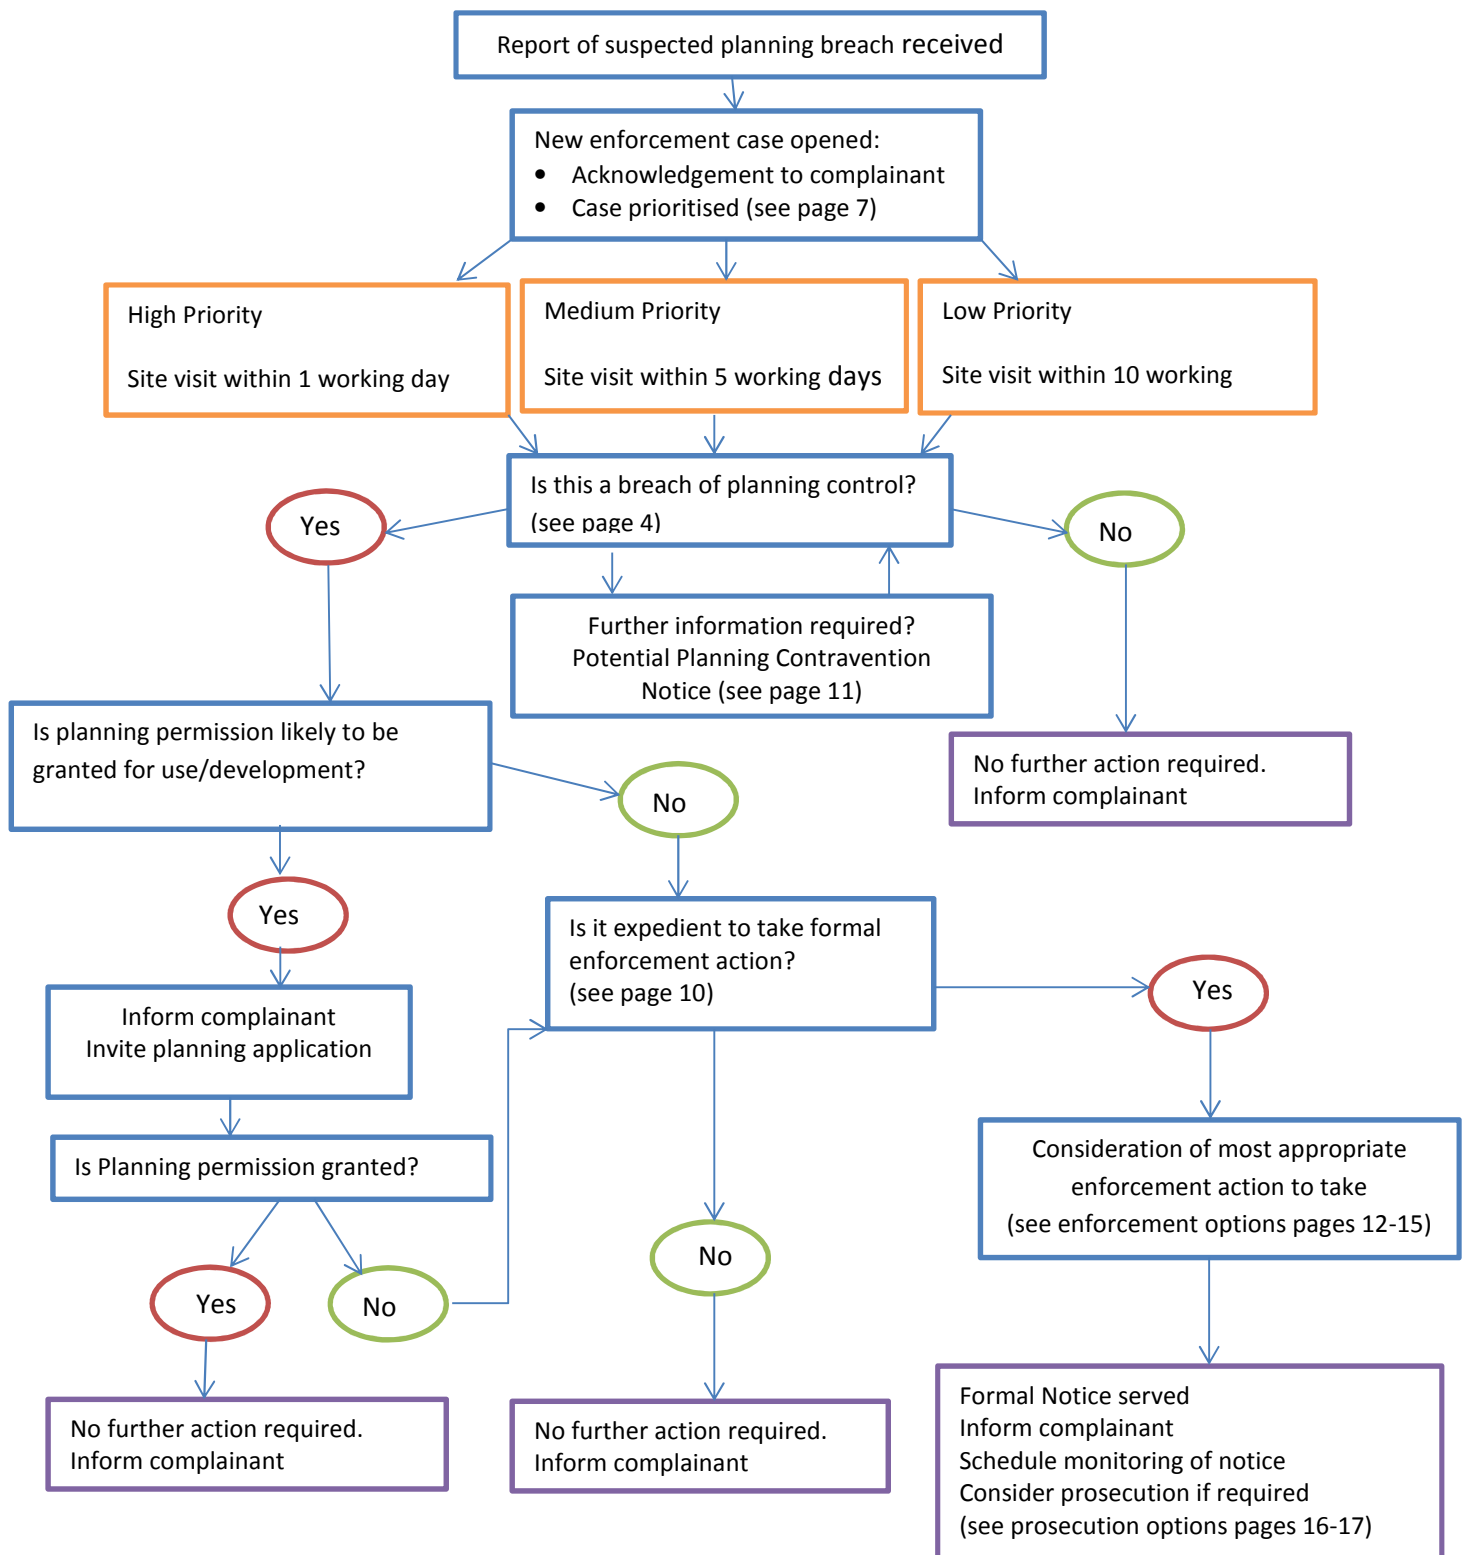 Report of suspected planning breach received
New enforcement case opened:
• Acknowledgement to complainant
• Case prioritised (see page 7)
High Priority
Site visit within 1 working day
Medium Priority
Site visit within 5 working days
Low Priority
Site visit within 10 working
Is this a breach of planning control?
(see page 4)
Yes
No
Further information required?
Potential Planning Contravention
Notice (see page 11)
Is planning permission likely to be
granted for use/development?
No further action required.
Inform complainant
No
Yes
Is it expedient to take formal
enforcement action?
(see page 10)
Yes
Inform complainant
Invite planning application
Is Planning permission granted?
Consideration of most appropriate
enforcement action to take
(see enforcement options pages 12-15)
Yes
No
No
No further action required.
Inform complainant
No further action required.
Inform complainant
Formal Notice served
Inform complainant
Schedule monitoring of notice
Consider prosecution if required
(see prosecution options pages 16-17)